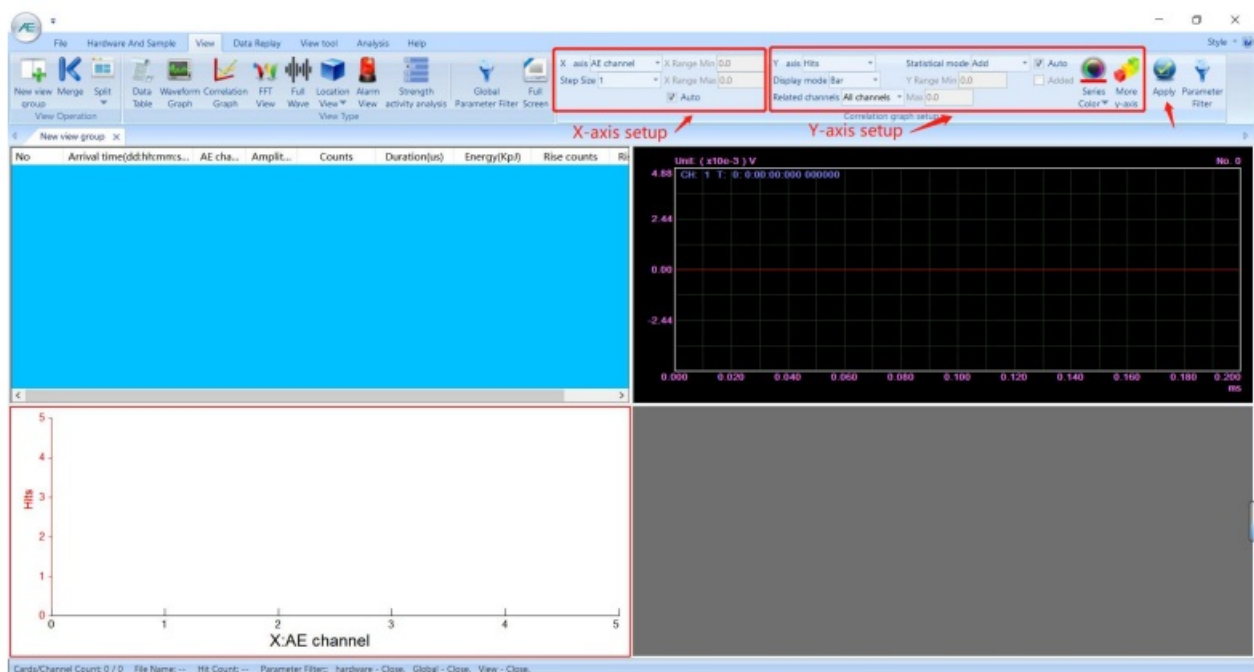 AE
File Hardware And Sample View Data Replay View tool Analysis Help Style
X axis AE channel X Range Min 0.0
Step Size 1 X Range Max 0.0
Auto
Y axis Hits Statistical mode Add Auto
Display mode Bar Y Range Min 0.0 Added
Related channels All channels Max 0.0
New view group
Merge
Split
Data Table
Waveform Graph
Correlation Graph
FFT View
Full Wave
Location View
Alarm View
Strength activity analysis
Global Parameter Filter
Full Screen
Series Color
More y-axis
Apply
Parameter Filter
View Operation View Type Correlation graph setup
X-axis setup Y-axis setup
New view group
No Arrival time(dd:hh:mm:s... AE cha... Amplit... Counts Duration(us) Energy(KpJ) Rise counts Ris
Unit: ( x10e-3 ) V No. 0
CH: 1 T: 0: 0:00:00:000 000000
4.88
2.44
0.00
-2.44
0.000 0.020 0.040 0.060 0.080 0.100 0.120 0.140 0.160 0.180 0.200
ms
5
4
3
2
1
0
Hits
0 1 2 3 4 5
X:AE channel
Cards/Channel Count: 0 / 0 File Name: -- Hit Count: -- Parameter Filter: hardware - Close, Global - Close, View - Close,